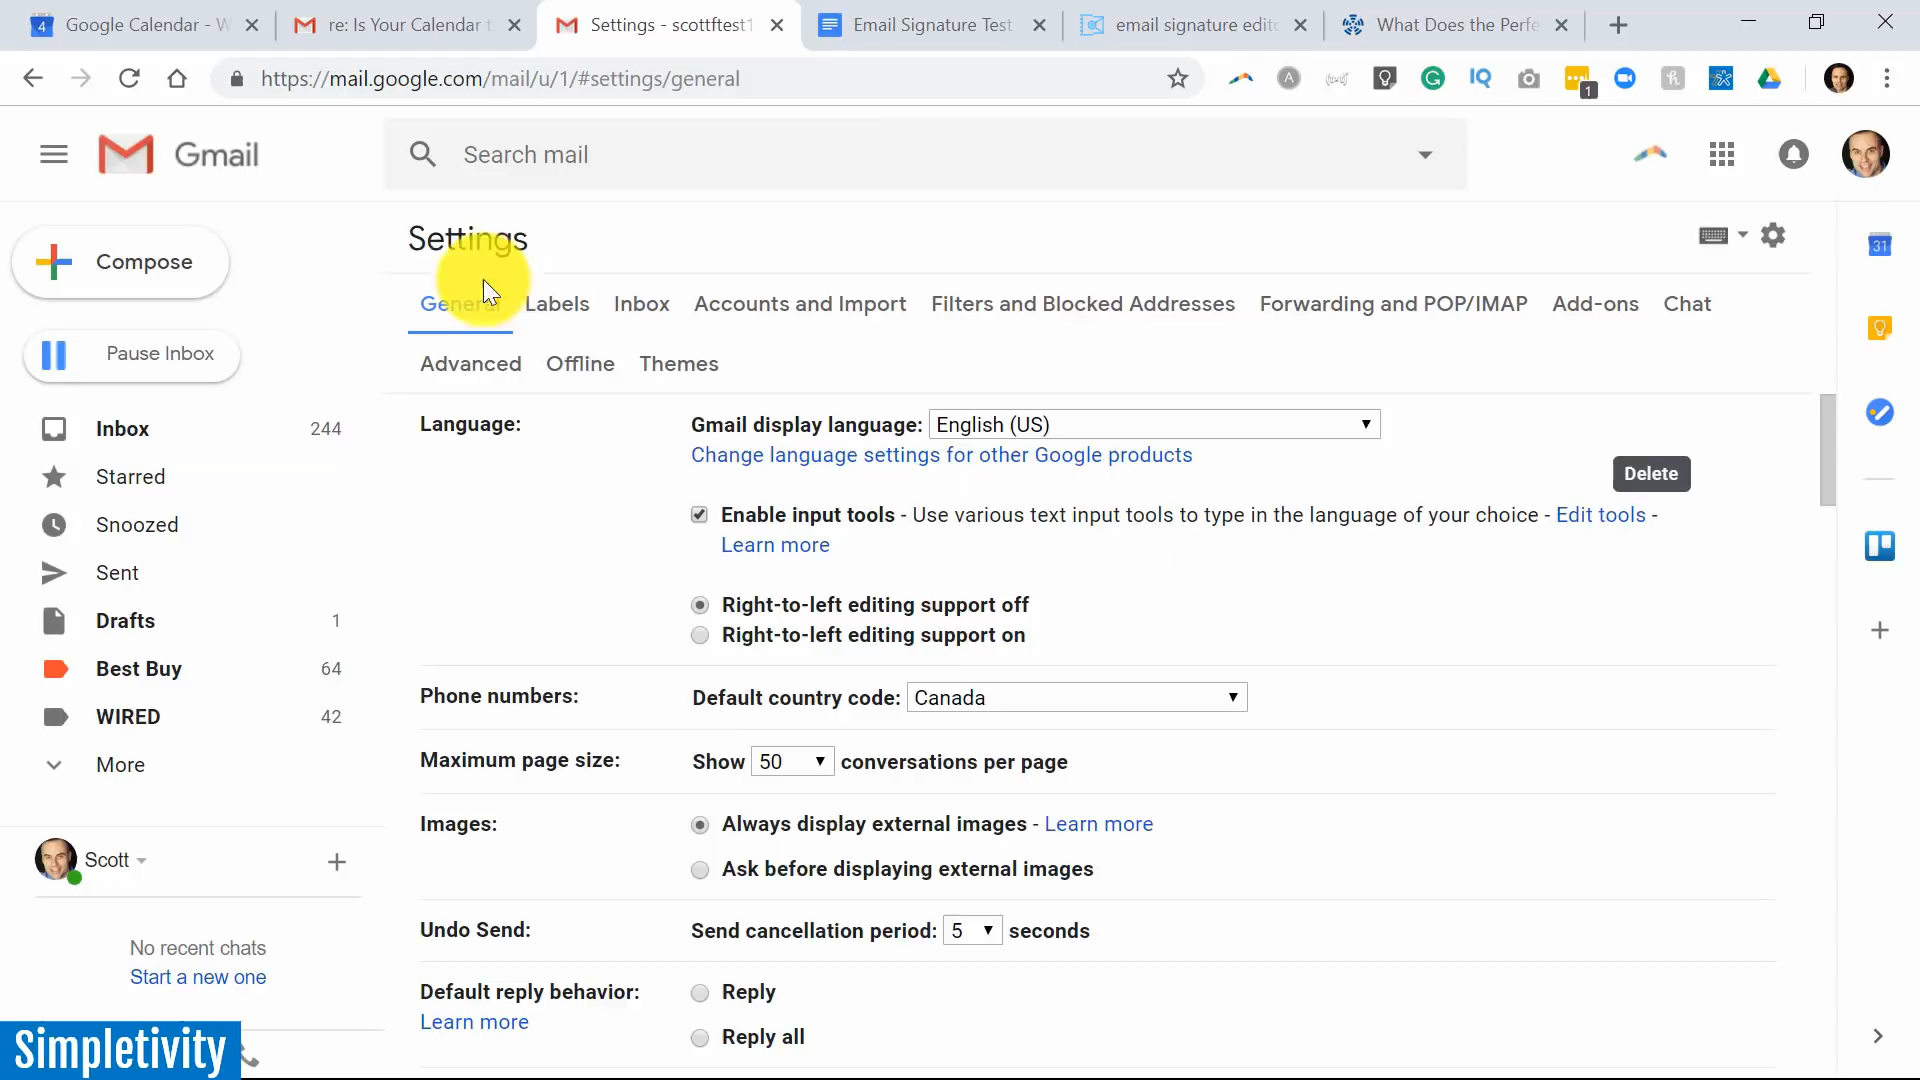 Google Calendar - W
re: Is Your Calendar t
Settings - scottftest1
Email Signature Test
email signature edito
What Does the Perfe
https://mail.google.com/mail/u/1/#settings/general
1
Gmail
Search mail
Settings
Compose
General
Labels
Inbox
Accounts and Import
Filters and Blocked Addresses
Forwarding and POP/IMAP
Add-ons
Chat
Advanced
Offline
Themes
Pause Inbox
Inbox 244
Starred
Snoozed
Sent
Drafts 1
Best Buy 64
WIRED 42
More
Scott
No recent chats
Start a new one
Simpletivity
Language:
Gmail display language: English (US)
Change language settings for other Google products
Delete
Enable input tools - Use various text input tools to type in the language of your choice - Edit tools -
Learn more
Right-to-left editing support off
Right-to-left editing support on
Phone numbers:
Default country code: Canada
Maximum page size:
Show 50 conversations per page
Images:
Always display external images - Learn more
Ask before displaying external images
Undo Send:
Send cancellation period: 5 seconds
Default reply behavior:
Learn more
Reply
Reply all
31